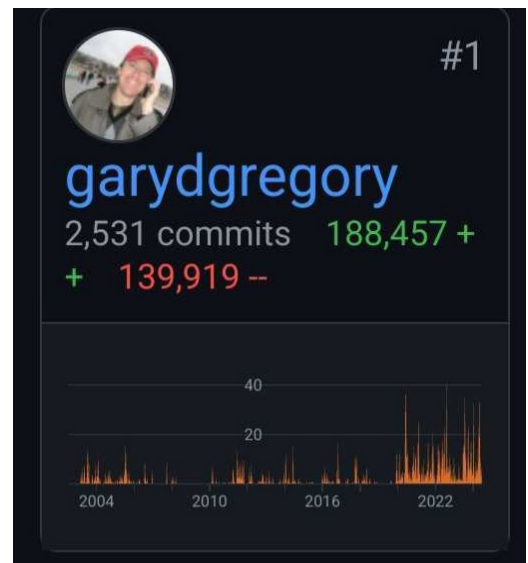 #1
garydgregory
2,531 commits 188,457 +
+ 139,919 --
40
20
2004 2010 2016 2022